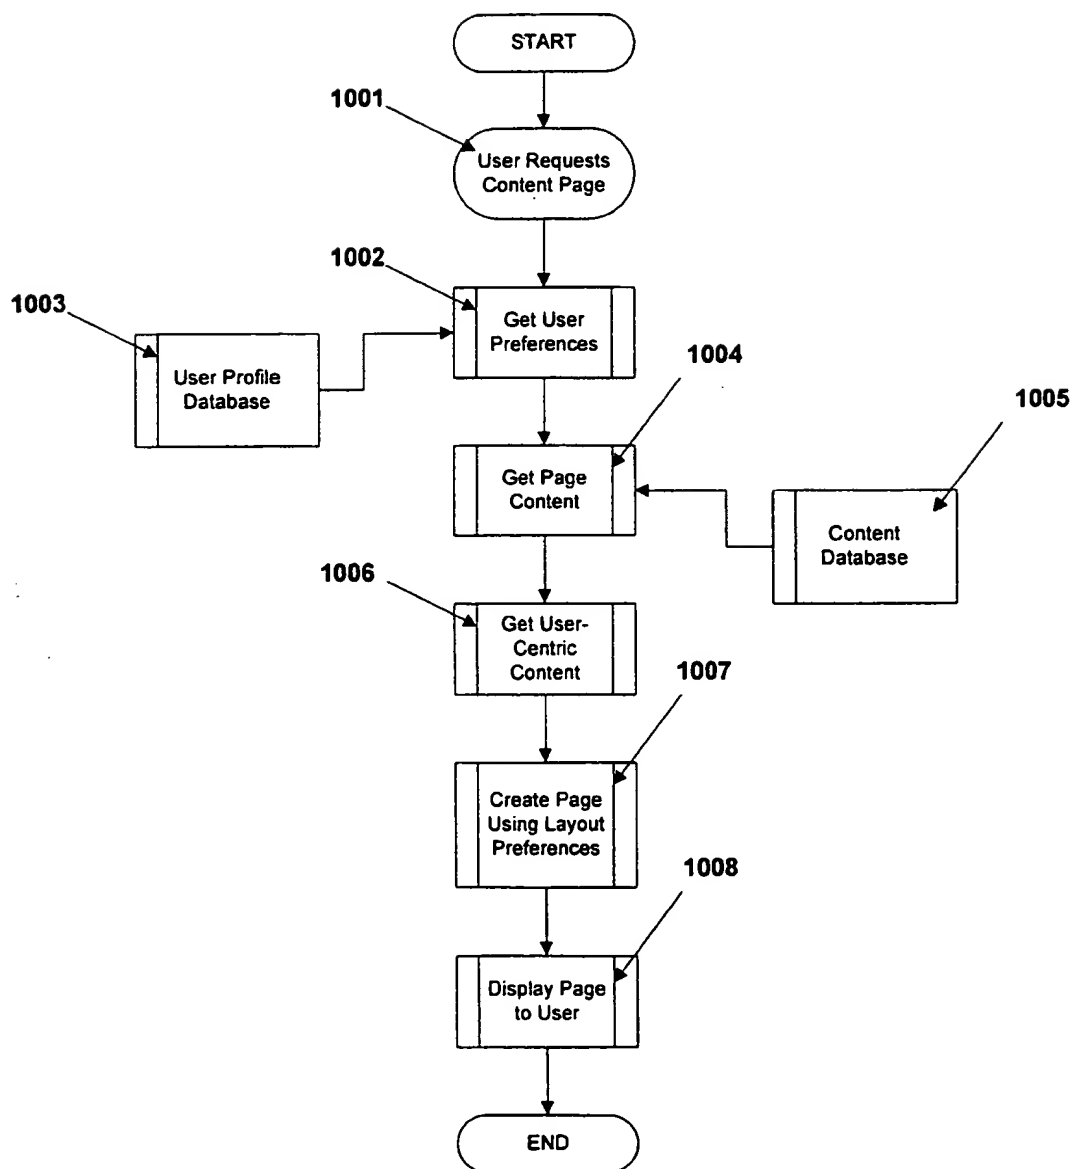 START
1001
User Requests
Content Page
1002
Get User
Preferences
1003
User Profile
Database
1004
Get Page
Content
1005
Content
Database
1006
Get User-
Centric
Content
1007
Create Page
Using Layout
Preferences
1008
Display Page
to User
END